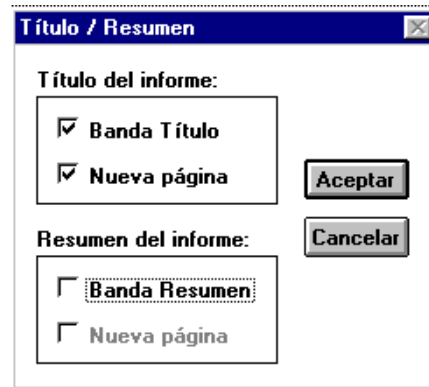 Título / Resumen
Título del informe:
Banda Título
Nueva página
Aceptar
Cancelar
Resumen del informe:
Banda Resumen
Nueva página